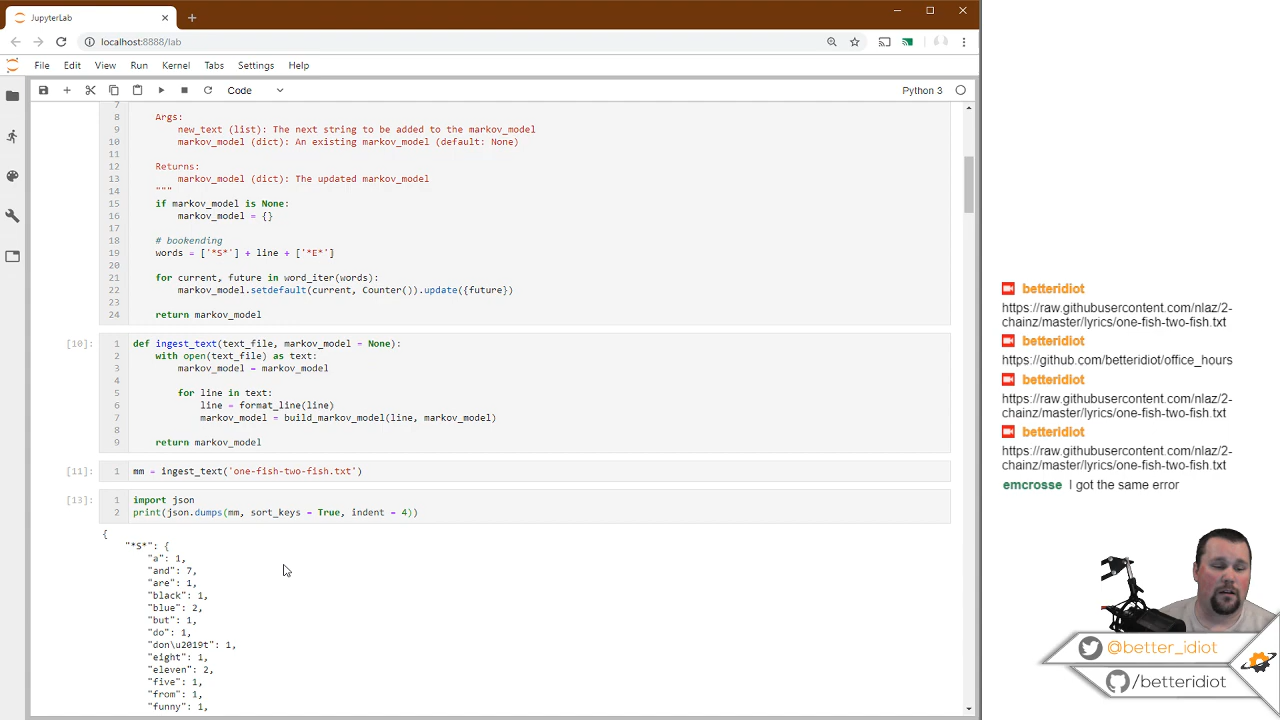 JupyterLab
localhost:8888/lab
File Edit View Run Kernel Tabs Settings Help
Code
Python 3
7
8 Args:
9 new_text (list): The next string to be added to the markov_model
10 markov_model (dict): An existing markov_model (default: None)
11
12 Returns:
13 markov_model (dict): The updated markov_model
14 """
15 if markov_model is None:
16 markov_model = {}
17
18 # bookending
19 words = ['*S*'] + line + ['*E*']
20
21 for current, future in word_iter(words):
22 markov_model.setdefault(current, Counter()).update({future})
23
24 return markov_model
[10]: 1 def ingest_text(text_file, markov_model = None):
2 with open(text_file) as text:
3 markov_model = markov_model
4
5 for line in text:
6 line = format_line(line)
7 markov_model = build_markov_model(line, markov_model)
8
9 return markov_model
[11]: 1 mm = ingest_text('one-fish-two-fish.txt')
[13]: 1 import json
2 print(json.dumps(mm, sort_keys = True, indent = 4))
{
"*S*": {
"a": 1,
"and": 7,
"are": 1,
"black": 1,
"blue": 2,
"but": 1,
"do": 1,
"don\u2019t": 1,
"eight": 1,
"eleven": 2,
"five": 1,
"from": 1,
"funny": 1,
betteridiot
https://raw.githubusercontent.com/nlaz/2-
chainz/master/lyrics/one-fish-two-fish.txt
betteridiot
https://github.com/betteridiot/office_hours
betteridiot
https://raw.githubusercontent.com/nlaz/2-
chainz/master/lyrics/one-fish-two-fish.txt
betteridiot
https://raw.githubusercontent.com/nlaz/2-
chainz/master/lyrics/one-fish-two-fish.txt
emcrosse I got the same error
@better_idiot
/betteridiot